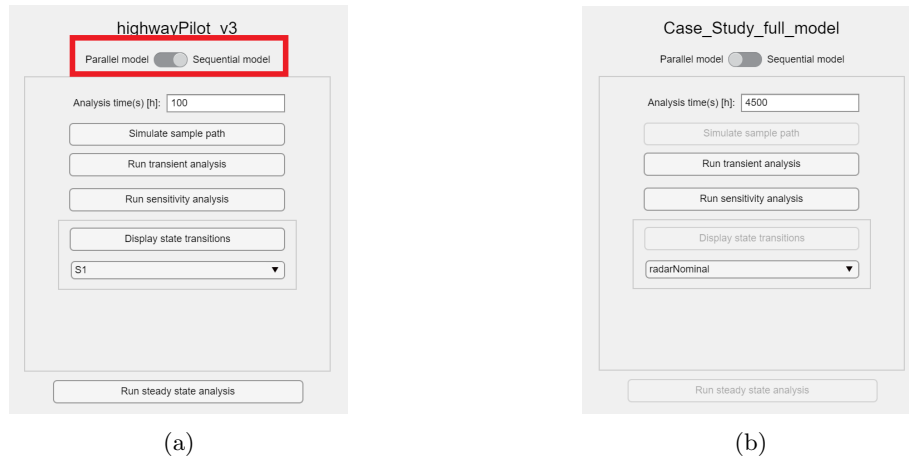 highwayPilot_v3
Parallel model Sequential model
Analysis time(s) [h]: 100
Simulate sample path
Run transient analysis
Run sensitivity analysis
Display state transitions
S1
Run steady state analysis
(a)
Case_Study_full_model
Parallel model Sequential model
Analysis time(s) [h]: 4500
Simulate sample path
Run transient analysis
Run sensitivity analysis
Display state transitions
radarNominal
Run steady state analysis
(b)